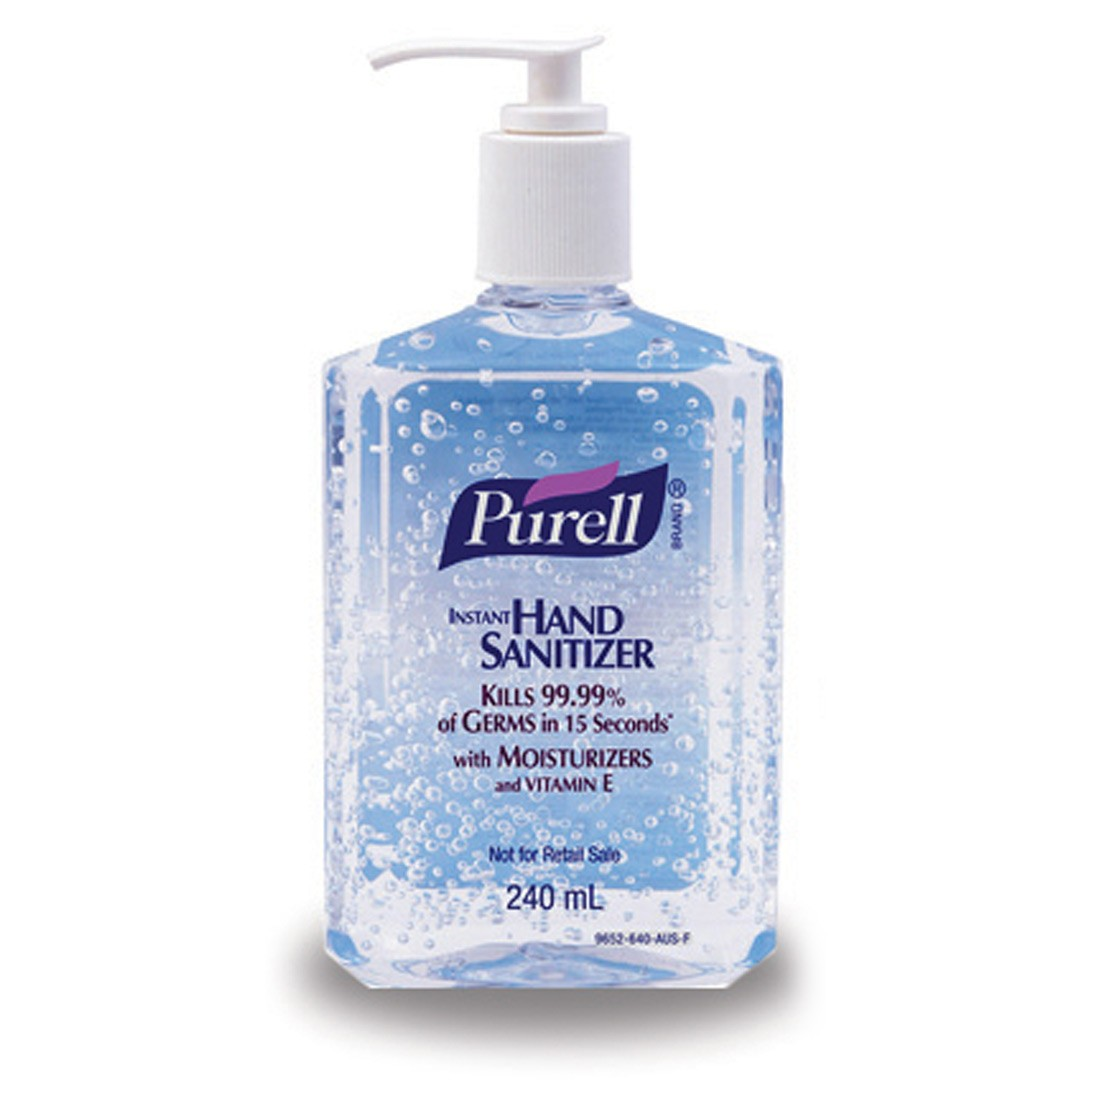 Purell®
BRAND
INSTANT HAND
SANITIZER
KILLS 99.99%
of GERMS in 15 Seconds*
with MOISTURIZERS
and VITAMIN E
Not for Retail Sale
240 mL
9652-640-AUS-F